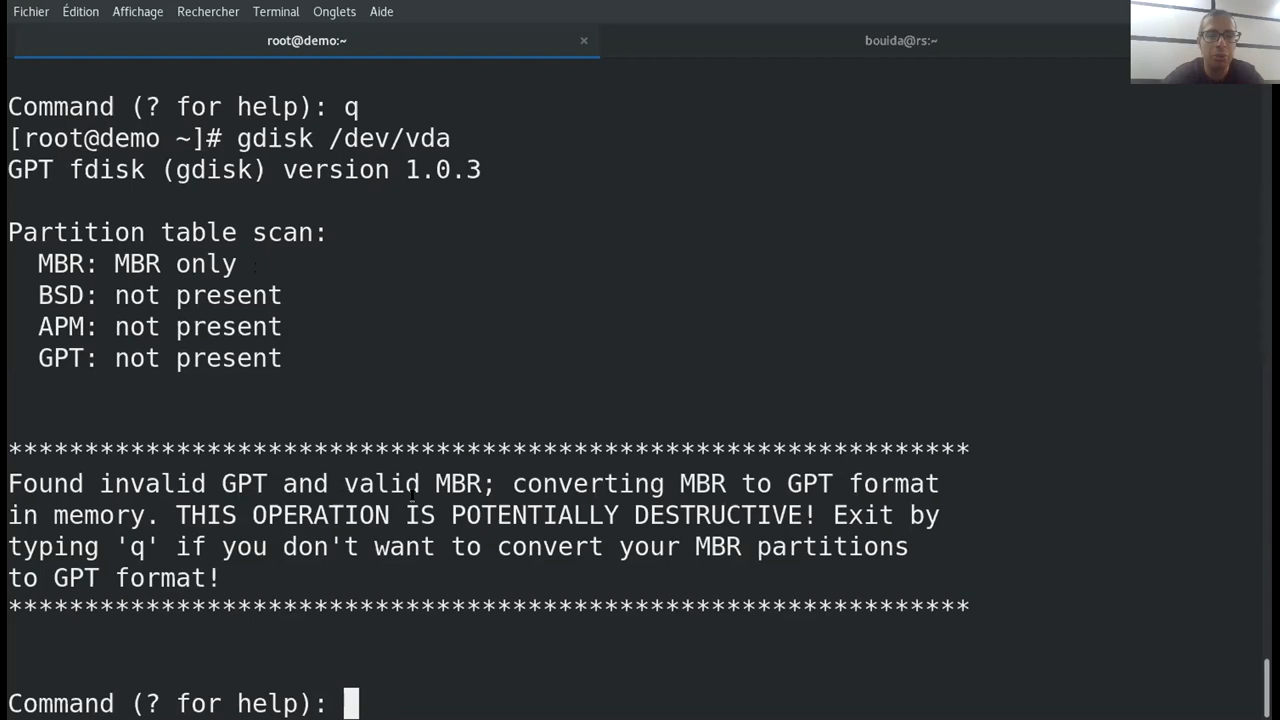 Fichier Édition Affichage Rechercher Terminal Onglets Aide
root@demo:~ × bouida@rs:~
Command (? for help): q
[root@demo ~]# gdisk /dev/vda
GPT fdisk (gdisk) version 1.0.3
Partition table scan:
MBR: MBR only
BSD: not present
APM: not present
GPT: not present
***************************************************************
Found invalid GPT and valid MBR; converting MBR to GPT format
in memory. THIS OPERATION IS POTENTIALLY DESTRUCTIVE! Exit by
typing 'q' if you don't want to convert your MBR partitions
to GPT format!
***************************************************************
Command (? for help):